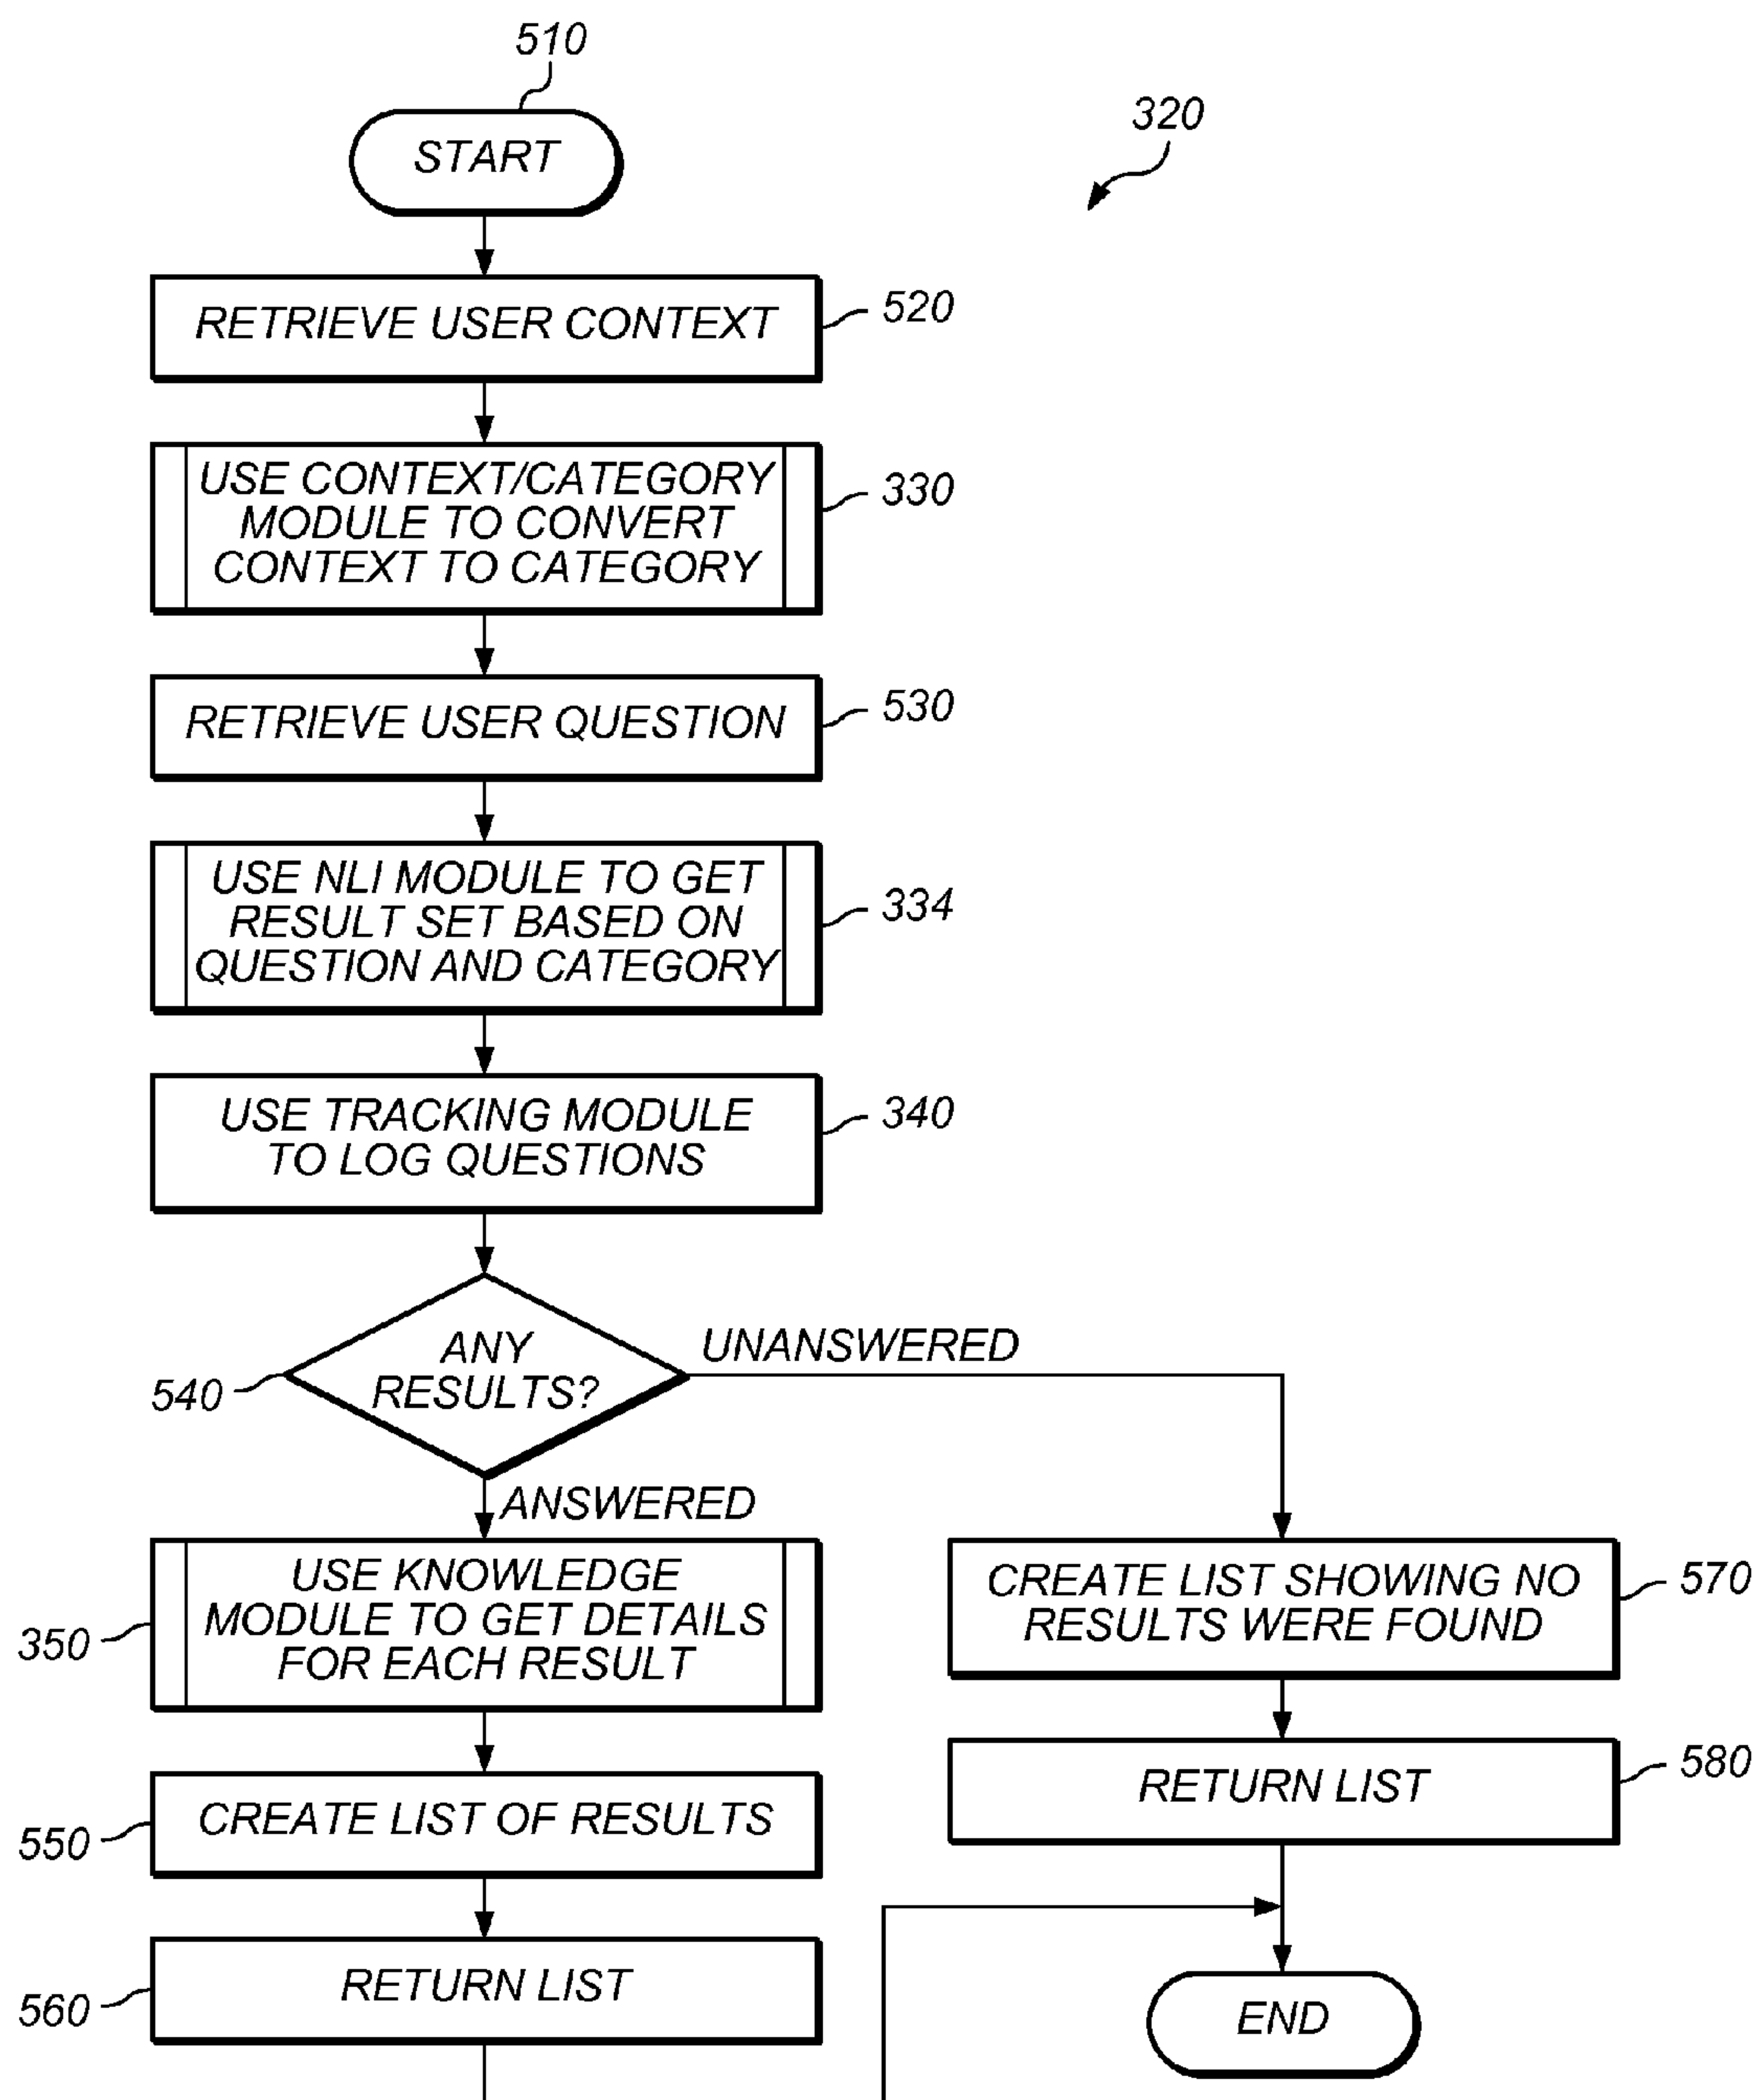 510
START
320
RETRIEVE USER CONTEXT
520
USE CONTEXT/CATEGORY
MODULE TO CONVERT
CONTEXT TO CATEGORY
330
RETRIEVE USER QUESTION
530
USE NLI MODULE TO GET
RESULT SET BASED ON
QUESTION AND CATEGORY
334
USE TRACKING MODULE
TO LOG QUESTIONS
340
ANY
RESULTS?
540
UNANSWERED
ANSWERED
USE KNOWLEDGE
MODULE TO GET DETAILS
FOR EACH RESULT
350
CREATE LIST SHOWING NO
RESULTS WERE FOUND
570
RETURN LIST
580
CREATE LIST OF RESULTS
550
RETURN LIST
560
END